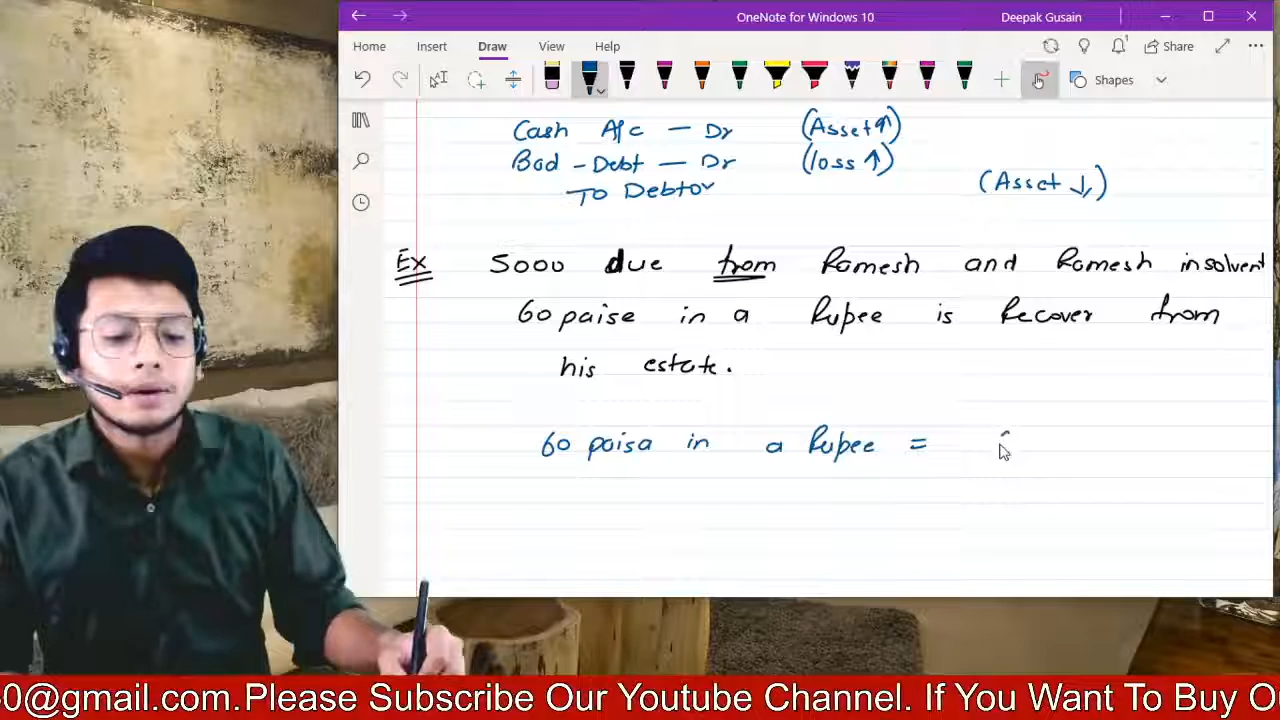 OneNote for Windows 10
Deepak Gusain
Home Insert Draw View Help
Share
Shapes
Cash A/c - Dr (Asset ↑)
Bad - Debt - Dr (loss ↑)
To Debtor (Asset ↓)
Ex 5000 due from Ramesh and Ramesh insolvent
60 paise in a Rupee is Recover from
his estate.
60 paisa in a Rupee =
0@gmail.com.Please Subscribe Our Youtube Channel. If You Want To Buy O